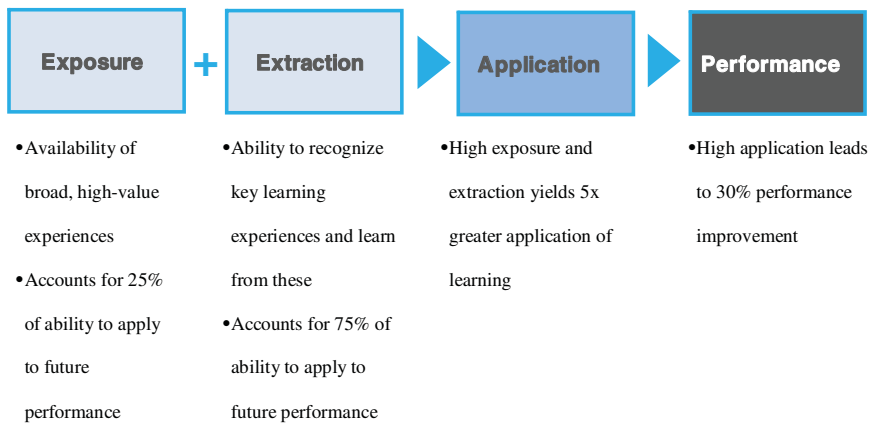 Exposure
+
Extraction
Application
Performance
•Availability of
broad, high-value
experiences
•Accounts for 25%
of ability to apply
to future
performance
•Ability to recognize
key learning
experiences and learn
from these
•Accounts for 75% of
ability to apply to
future performance
•High exposure and
extraction yields 5x
greater application of
learning
•High application leads
to 30% performance
improvement